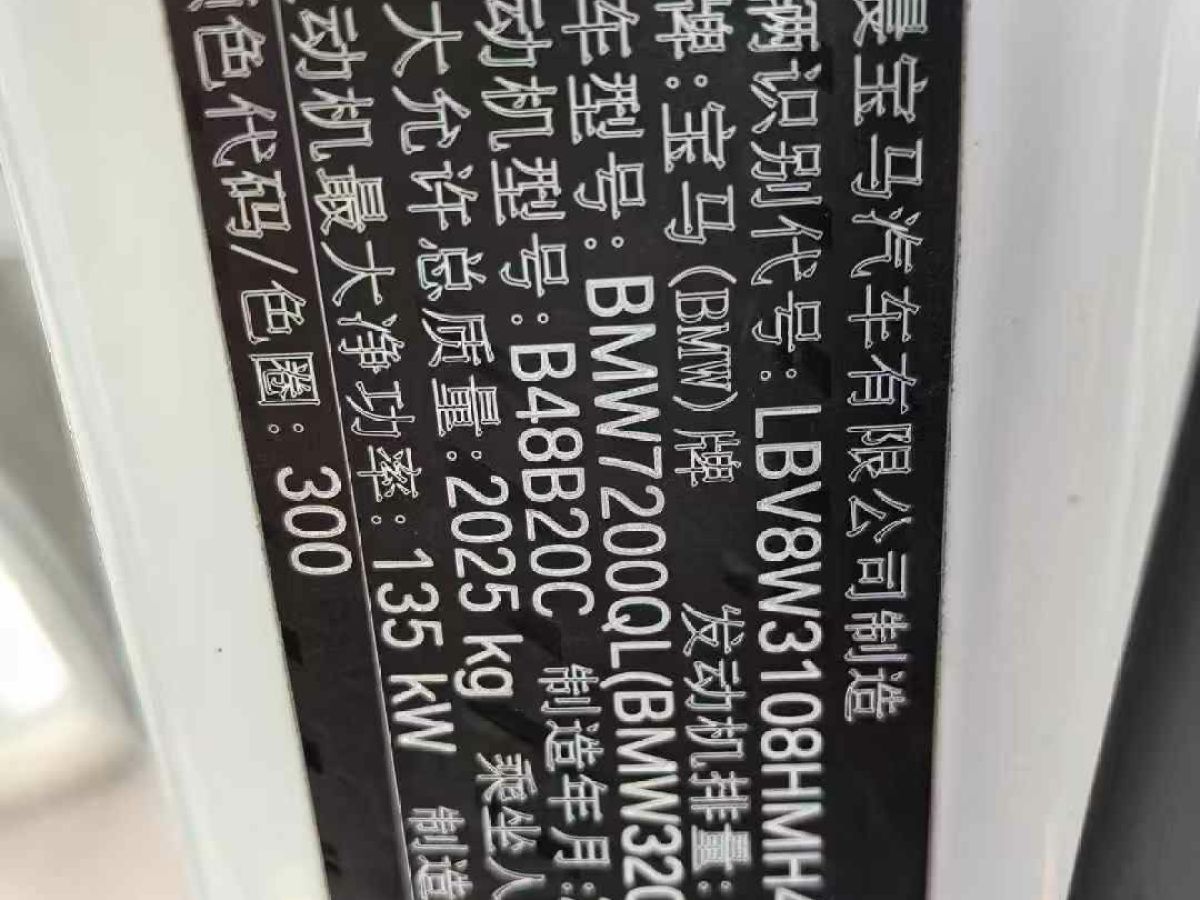 晨宝马汽车有限公司制造
辆识别代号:LBV8W3108HMH4
牌:宝马(BMW)牌 发动机排量:
车型号:BMW7200QL(BMW320
动机型号:B48B20C 制造年月:
大允许总质量:2025 kg 乘坐人
动机最大净功率:135 kW 制造
色代码/色圈:300